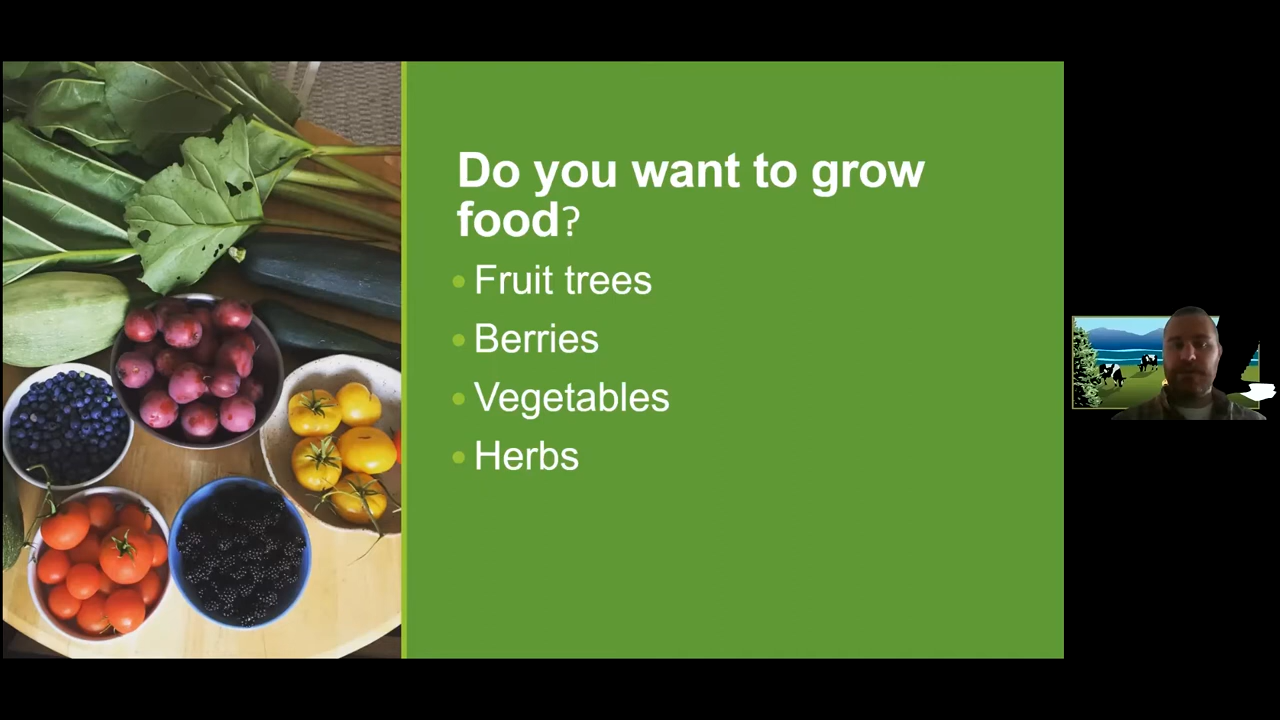 Do you want to grow
food?
• Fruit trees
• Berries
• Vegetables
• Herbs